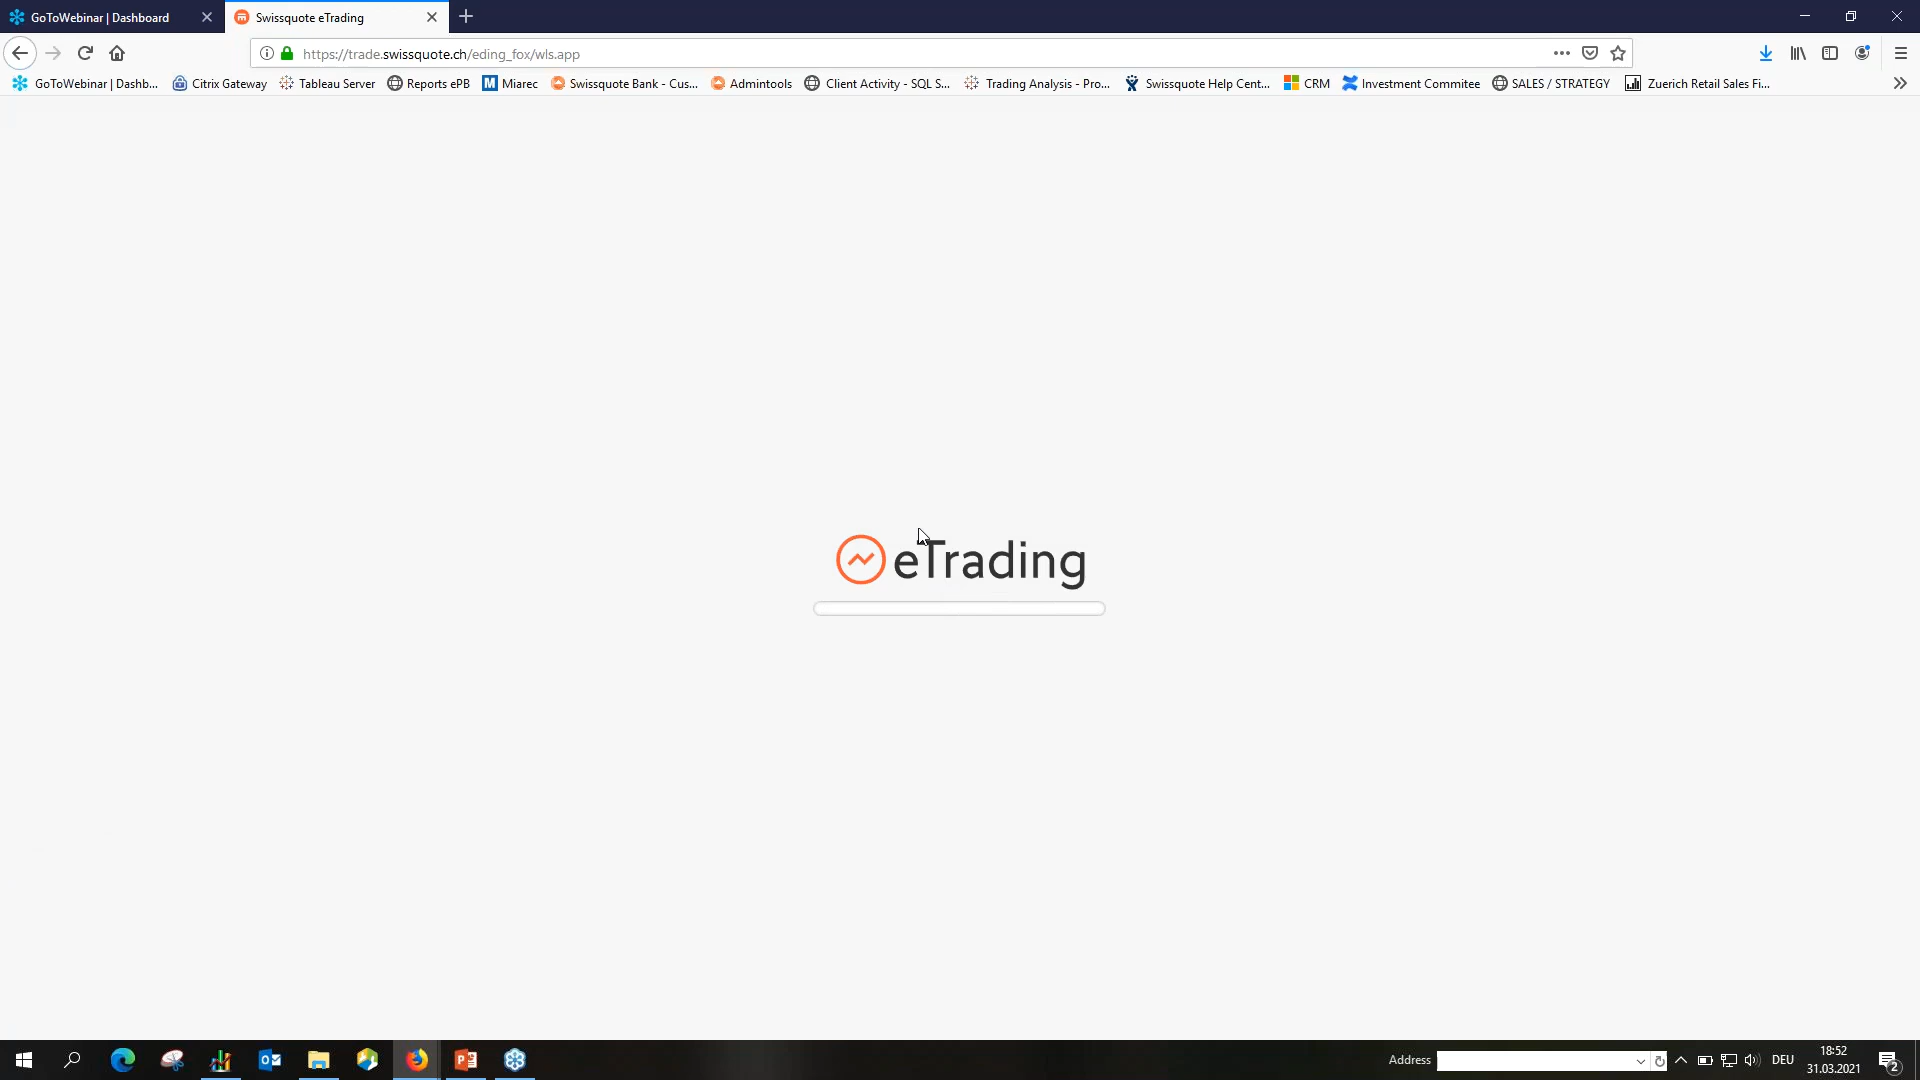 GoToWebinar | Dashboard
Swissquote eTrading
https://trade.swissquote.ch/eding_fox/wls.app
GoToWebinar | Dashb...
Citrix Gateway
Tableau Server
Reports ePB
M Miarec
Swissquote Bank - Cus...
Admintools
Client Activity - SQL S...
Trading Analysis - Pro...
Swissquote Help Cent...
CRM
Investment Commitee
SALES / STRATEGY
Zuerich Retail Sales Fi...
eTrading
Address
DEU
18:52
31.03.2021
2